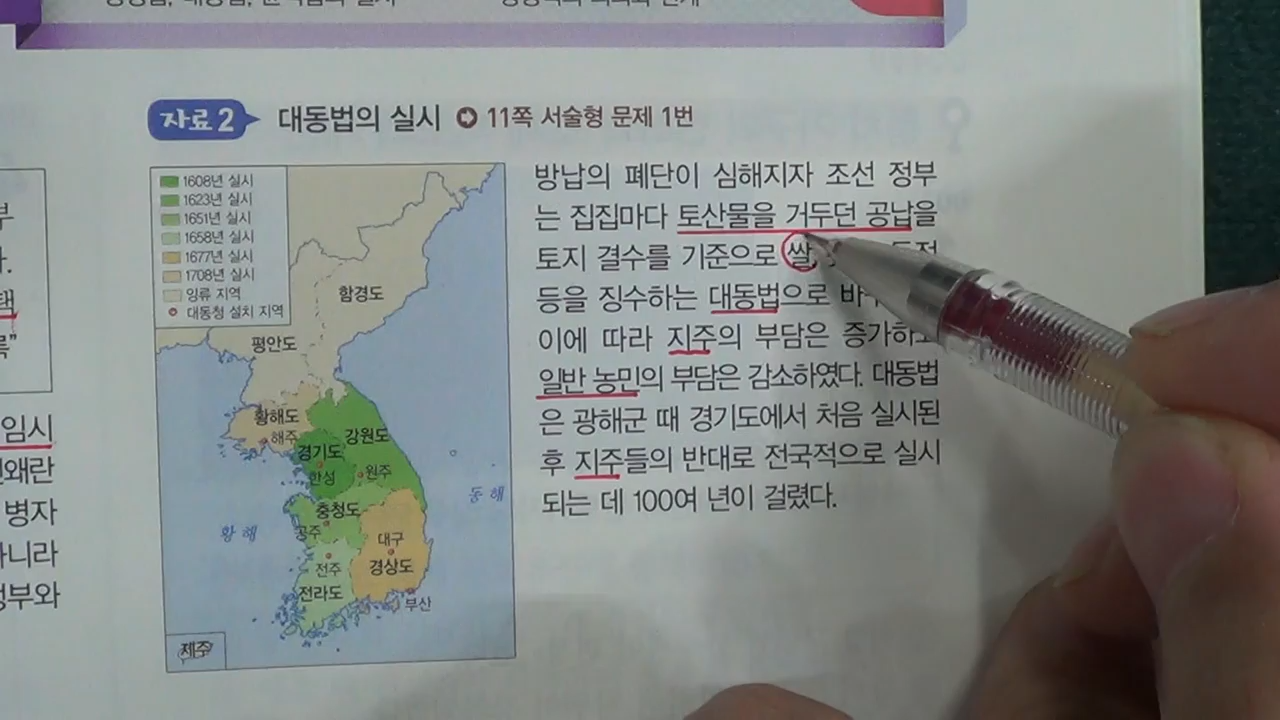 자료 2 대동법의 실시 ➲ 11쪽 서술형 문제 1번
1608년 실시
1623년 실시
1651년 실시
1658년 실시
1677년 실시
1708년 실시
잉류 지역
대동청 설치 지역
함경도
평안도
황해도
해주
강원도
경기도
한성
원주
충청도
공주
동해
황해
대구
전주
경상도
전라도
부산
제주
방납의 폐단이 심해지자 조선 정부
는 집집마다 토산물을 거두던 공납을
토지 결수를 기준으로 쌀
등을 징수하는 대동법으로
이에 따라 지주의 부담은 증가하고
일반 농민의 부담은 감소하였다. 대동법
은 광해군 때 경기도에서 처음 실시된
후 지주들의 반대로 전국적으로 실시
되는 데 100여 년이 걸렸다.
임시
병자